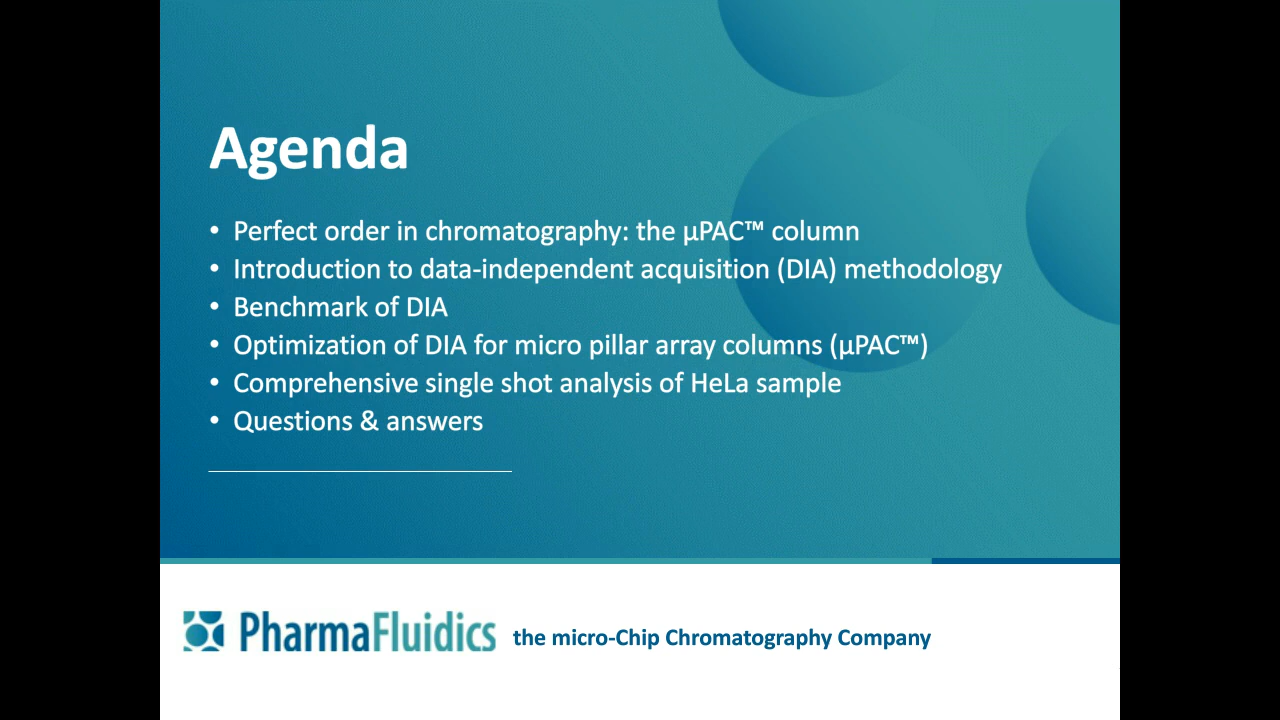 Agenda
• Perfect order in chromatography: the µPAC™ column
• Introduction to data-independent acquisition (DIA) methodology
• Benchmark of DIA
• Optimization of DIA for micro pillar array columns (µPAC™)
• Comprehensive single shot analysis of HeLa sample
• Questions & answers
PharmaFluidics the micro-Chip Chromatography Company